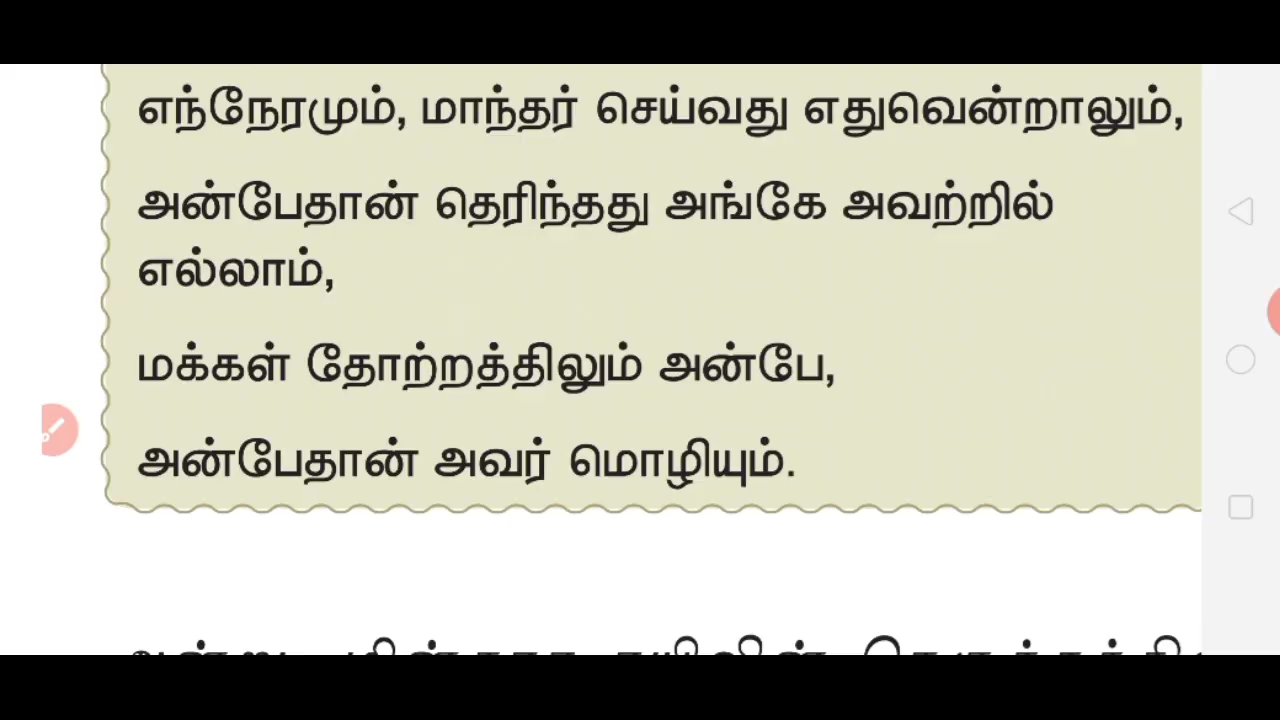 எந்நேரமும், மாந்தர் செய்வது எதுவென்றாலும்,
அன்பேதான் தெரிந்தது அங்கே அவற்றில்
எல்லாம்,
மக்கள் தோற்றத்திலும் அன்பே,
அன்பேதான் அவர் மொழியும்.